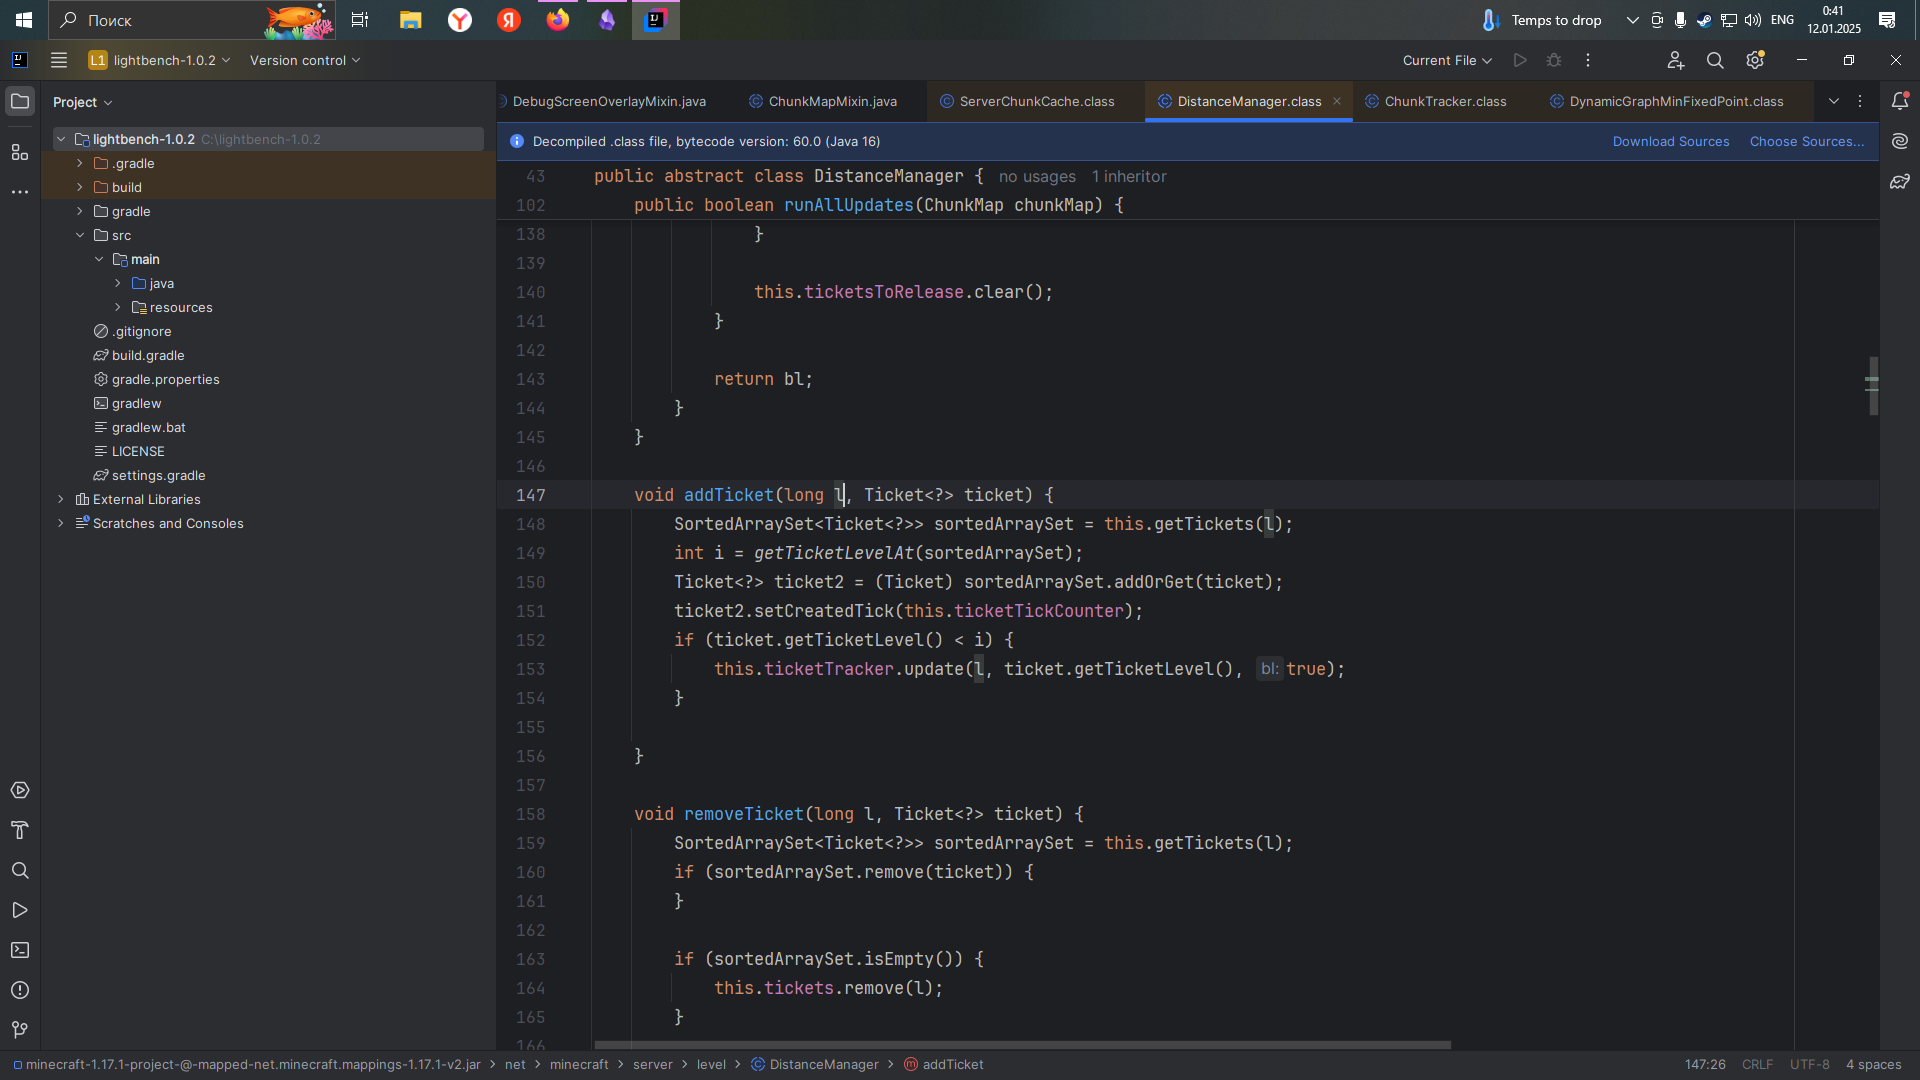 Поиск
Temps to drop
ENG
0:41
12.01.2025
L1
lightbench-1.0.2
Version control
Current File
Project
lightbench-1.0.2 C:\lightbench-1.0.2
.gradle
build
gradle
src
main
java
resources
.gitignore
build.gradle
gradle.properties
gradlew
gradlew.bat
LICENSE
settings.gradle
External Libraries
Scratches and Consoles
DebugScreenOverlayMixin.java
ChunkMapMixin.java
ServerChunkCache.class
DistanceManager.class
ChunkTracker.class
DynamicGraphMinFixedPoint.class
Decompiled .class file, bytecode version: 60.0 (Java 16)
Download Sources
Choose Sources...
43 public abstract class DistanceManager { no usages 1 inheritor
102 public boolean runAllUpdates(ChunkMap chunkMap) {
138 }
139
140 this.ticketsToRelease.clear();
141 }
142
143 return bl;
144 }
145 }
146
147 void addTicket(long l, Ticket<?> ticket) {
148 SortedArraySet<Ticket<?>> sortedArraySet = this.getTickets(l);
149 int i = getTicketLevelAt(sortedArraySet);
150 Ticket<?> ticket2 = (Ticket) sortedArraySet.addOrGet(ticket);
151 ticket2.setCreatedTick(this.ticketTickCounter);
152 if (ticket.getTicketLevel() < i) {
153 this.ticketTracker.update(l, ticket.getTicketLevel(), bl: true);
154 }
155
156 }
157
158 void removeTicket(long l, Ticket<?> ticket) {
159 SortedArraySet<Ticket<?>> sortedArraySet = this.getTickets(l);
160 if (sortedArraySet.remove(ticket)) {
161 }
162
163 if (sortedArraySet.isEmpty()) {
164 this.tickets.remove(l);
165 }
166
minecraft-1.17.1-project-@-mapped-net.minecraft.mappings-1.17.1-v2.jar > net > minecraft > server > level > DistanceManager > addTicket
147:26
CRLF
UTF-8
4 spaces